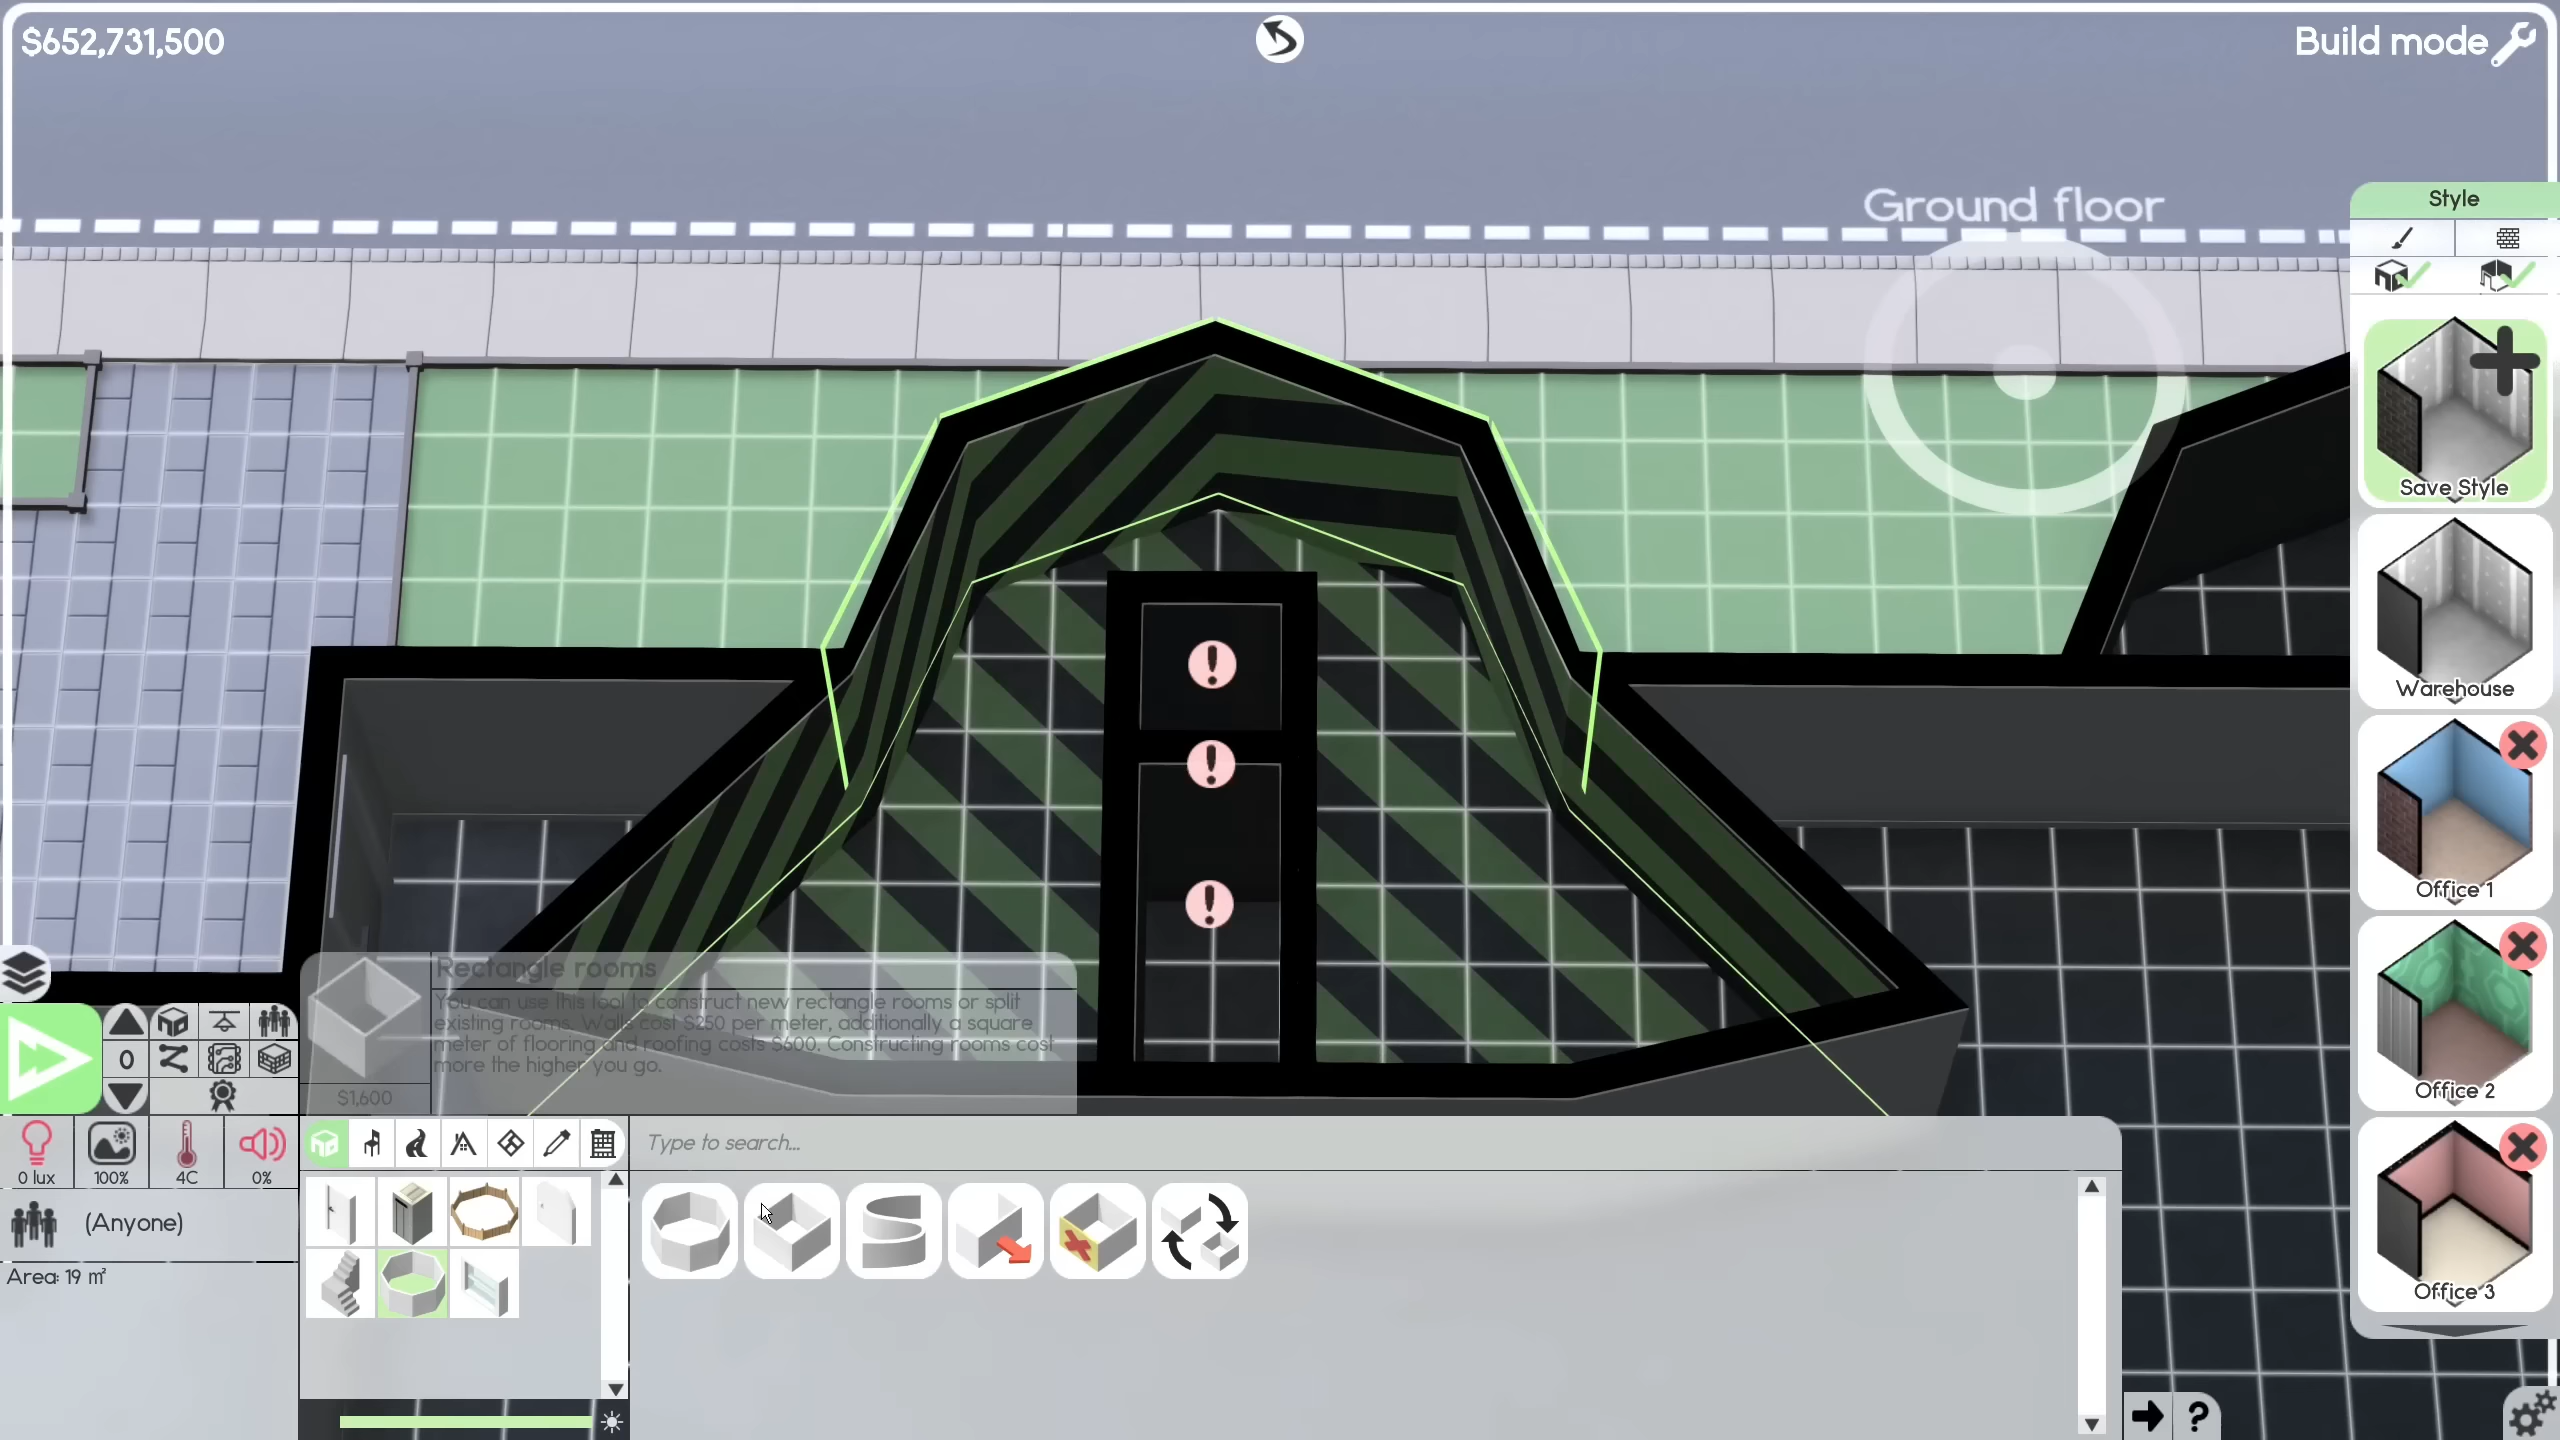 $652,731,500
Build mode
Ground floor
Style
Save Style
Warehouse
Office 1
Office 2
Office 3
Rectangle rooms
You can use this tool to construct new rectangle rooms or split
existing rooms. Walls cost $250 per meter, additionally a square
meter of flooring and roofing costs $600. Constructing rooms cost
more the higher you go.
$1,600
0
0 lux
100%
4C
0%
(Anyone)
Area: 19 m²
Type to search...
?